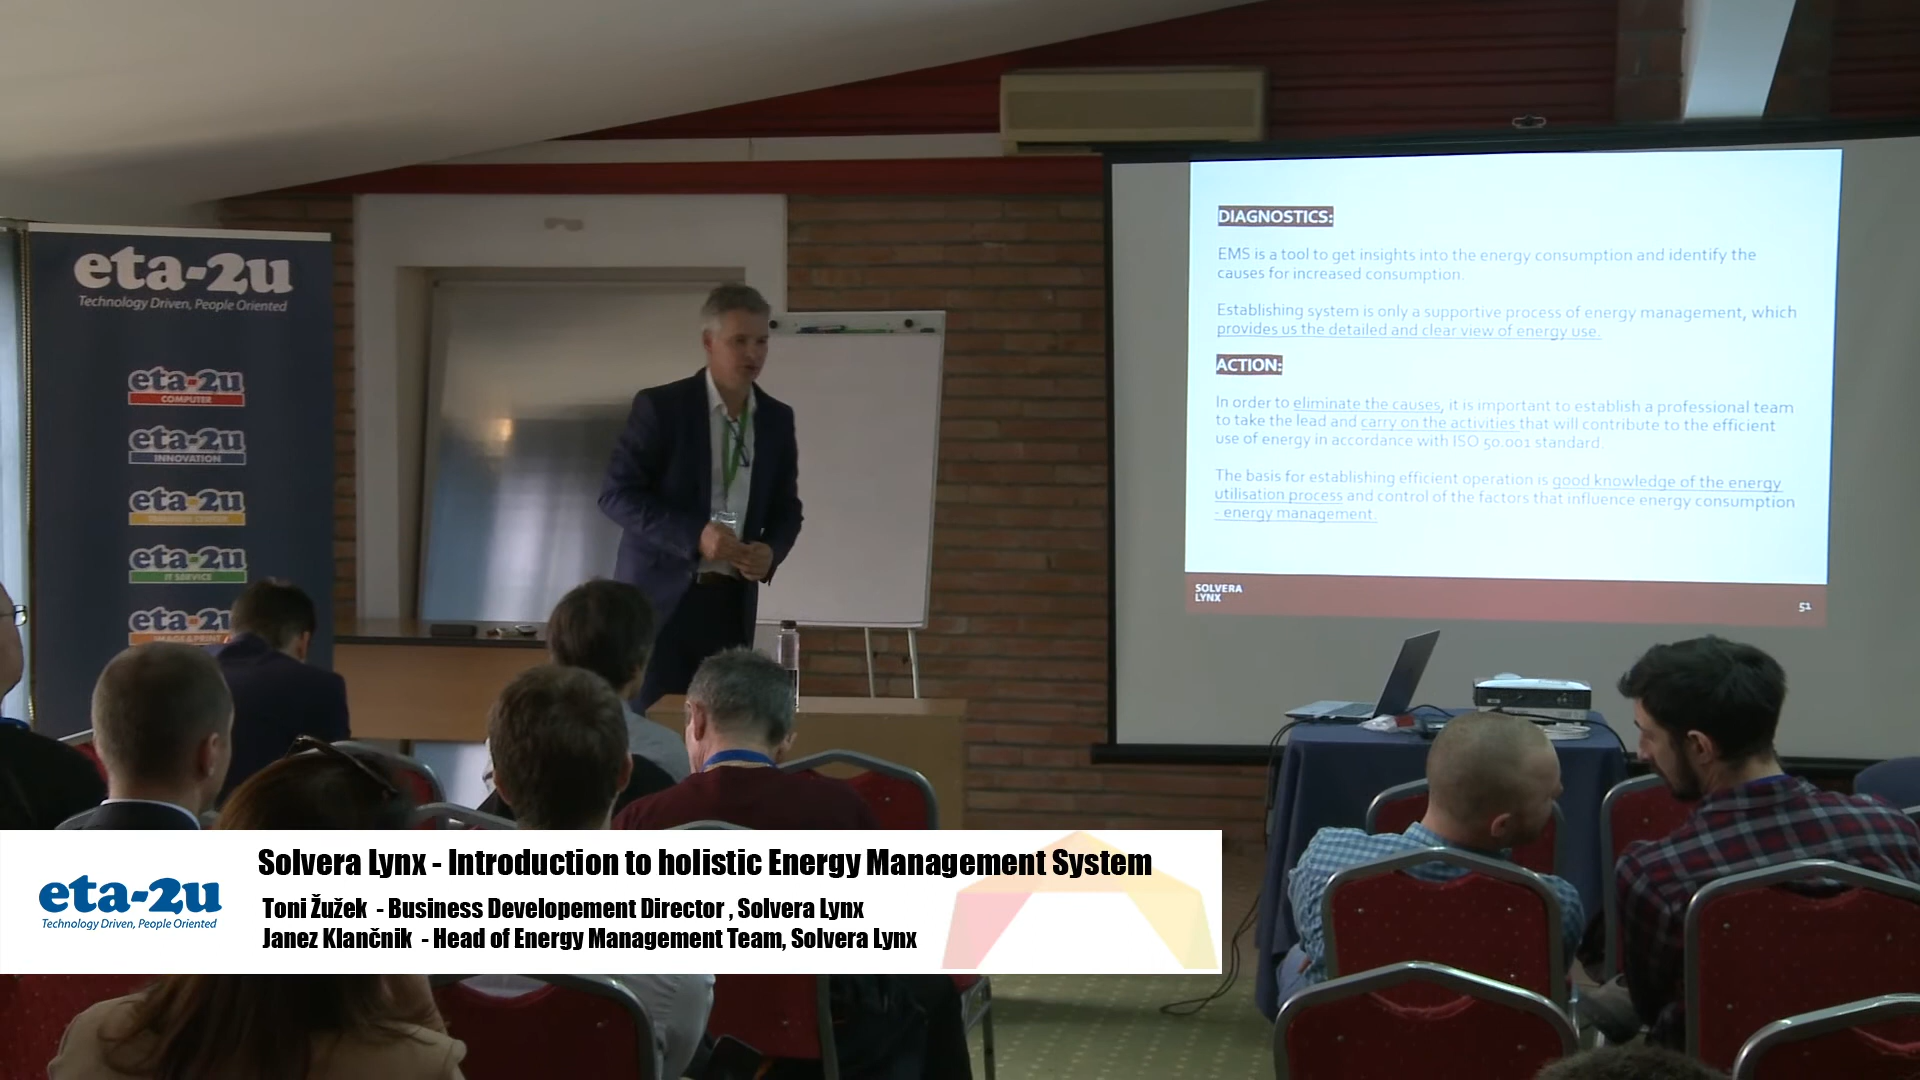 eta-2u
Technology Driven, People Oriented
eta-2u
COMPUTER
eta-2u
INNOVATION
eta-2u
eta-2u
IT SERVICE
eta-2u
IMAGE & PRINT
DIAGNOSTICS:
EMS is a tool to get insights into the energy consumption and identify the
causes for increased consumption.
Establishing system is only a supportive process of energy management, which
provides us the detailed and clear view of energy use.
ACTION:
In order to eliminate the causes, it is important to establish a professional team
to take the lead and carry on the activities that will contribute to the efficient
use of energy in accordance with ISO 50.001 standard.
The basis for establishing efficient operation is good knowledge of the energy
utilisation process and control of the factors that influence energy consumption
- energy management.
SOLVERA
LYNX
51
eta-2u
Technology Driven, People Oriented
Solvera Lynx - Introduction to holistic Energy Management System
Toni Žužek - Business Developement Director , Solvera Lynx
Janez Klančnik - Head of Energy Management Team, Solvera Lynx